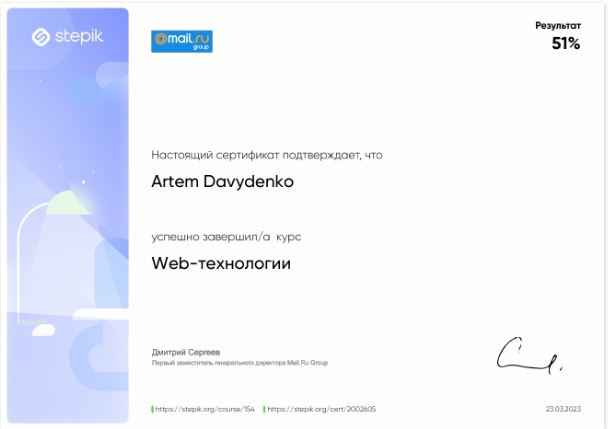 stepik
@mail.ru
group
Результат
51%
Настоящий сертификат подтверждает, что
Artem Davydenko
успешно завершил/а курс
Web-технологии
Дмитрий Сергеев
Первый заместитель генерального директора Mail.Ru Group
https://stepik.org/course/154 https://stepik.org/cert/2002605
23.03.2023